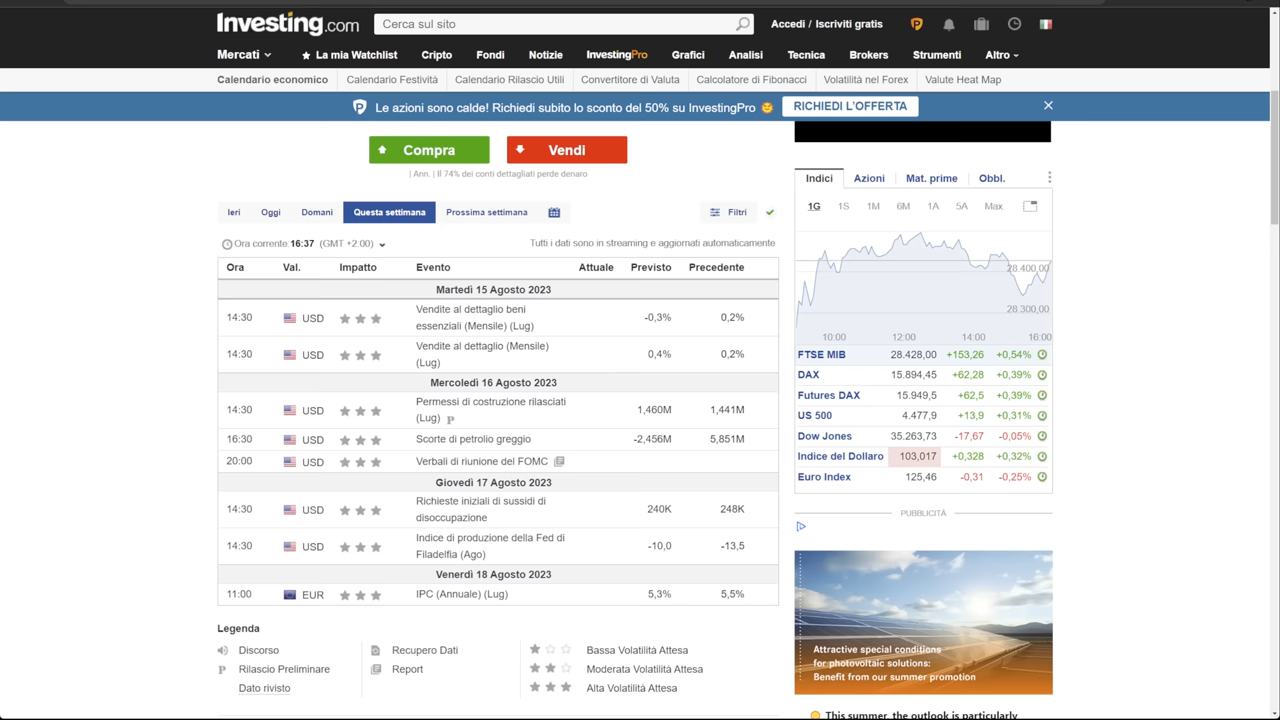 Investing.com
Cerca sul sito
Accedi / Iscriviti gratis
Mercati
La mia Watchlist
Cripto
Fondi
Notizie
InvestingPro
Grafici
Analisi
Tecnica
Brokers
Strumenti
Altro
Calendario economico
Calendario Festività
Calendario Rilascio Utili
Convertitore di Valuta
Calcolatore di Fibonacci
Volatilità nel Forex
Valute Heat Map
Le azioni sono calde! Richiedi subito lo sconto del 50% su InvestingPro
RICHIEDI L'OFFERTA
Compra
Vendi
| Ann. | Il 74% dei conti dettagliati perde denaro
Ieri
Oggi
Domani
Questa settimana
Prossima settimana
Filtri
Ora corrente: 16:37 (GMT +2:00)
Tutti i dati sono in streaming e aggiornati automaticamente
Ora Val. Impatto Evento Attuale Previsto Precedente
Martedì 15 Agosto 2023
14:30 USD Vendite al dettaglio beni
essenziali (Mensile) (Lug) -0,3% 0,2%
14:30 USD Vendite al dettaglio (Mensile)
(Lug) 0,4% 0,2%
Mercoledì 16 Agosto 2023
14:30 USD Permessi di costruzione rilasciati
(Lug) P 1,460M 1,441M
16:30 USD Scorte di petrolio greggio -2,456M 5,851M
20:00 USD Verbali di riunione del FOMC
Giovedì 17 Agosto 2023
14:30 USD Richieste iniziali di sussidi di
disoccupazione 240K 248K
14:30 USD Indice di produzione della Fed di
Filadelfia (Ago) -10,0 -13,5
Venerdì 18 Agosto 2023
11:00 EUR IPC (Annuale) (Lug) 5,3% 5,5%
Legenda
Discorso
P Rilascio Preliminare
Dato rivisto
Recupero Dati
Report
Bassa Volatilità Attesa
Moderata Volatilità Attesa
Alta Volatilità Attesa
Indici
Azioni
Mat. prime
Obbl.
1G 1S 1M 6M 1A 5A Max
28.400,00
28.300,00
10:00 12:00 14:00 16:00
FTSE MIB 28.428,00 +153,26 +0,54%
DAX 15.894,45 +62,28 +0,39%
Futures DAX 15.949,5 +62,5 +0,39%
US 500 4.477,9 +13,9 +0,31%
Dow Jones 35.263,73 -17,67 -0,05%
Indice del Dollaro 103,017 +0,328 +0,32%
Euro Index 125,46 -0,31 -0,25%
PUBBLICITÀ
Attractive special conditions
for photovoltaic solutions:
Benefit from our summer promotion
This summer, the outlook is particularly